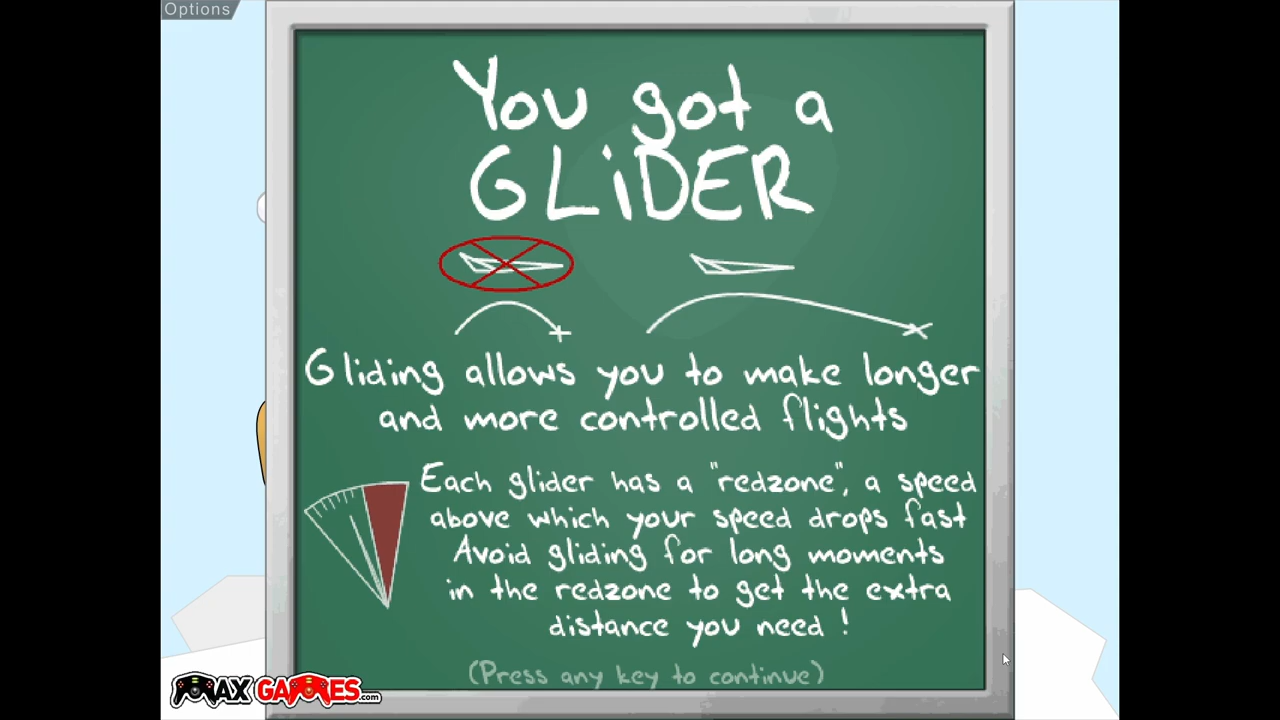 Options
You got a
GLiDER
Gliding allows you to make longer
and more controlled flights
Each glider has a "redzone", a speed
above which your speed drops fast
Avoid gliding for long moments
in the redzone to get the extra
distance you need !
(Press any key to continue)
MAX GAMES.com